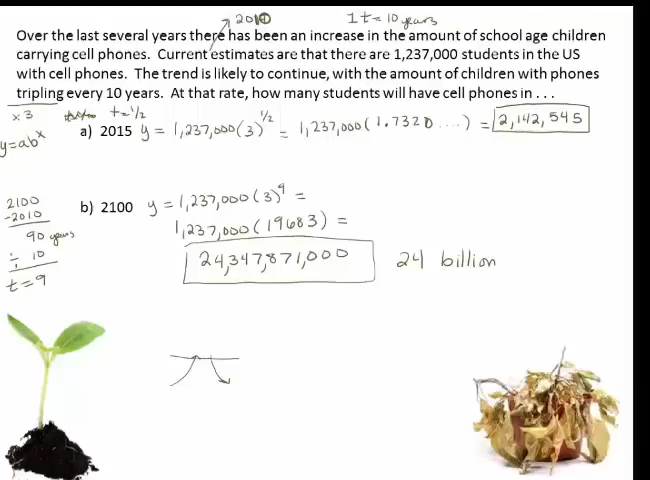 2010 1t = 10 years
Over the last several years there has been an increase in the amount of school age children
carrying cell phones. Current estimates are that there are 1,237,000 students in the US
with cell phones. The trend is likely to continue, with the amount of children with phones
tripling every 10 years. At that rate, how many students will have cell phones in . . .
x 3 t = 1/2
y = ab^x
a) 2015 y = 1,237,000(3)^1/2 = 1,237,000(1.7320....) = 2,142,545
b) 2100 y = 1,237,000(3)^9 =
1,237,000(19683) =
24,347,871,000 24 billion
2100
-2010
90 years
÷ 10
t = 9